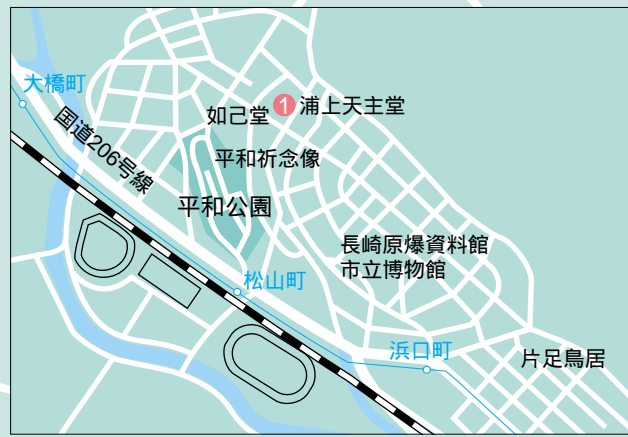 大橋町
国道206号線
如己堂
1 浦上天主堂
平和祈念像
平和公園
長崎原爆資料館
市立博物館
松山町
浜口町
片足鳥居